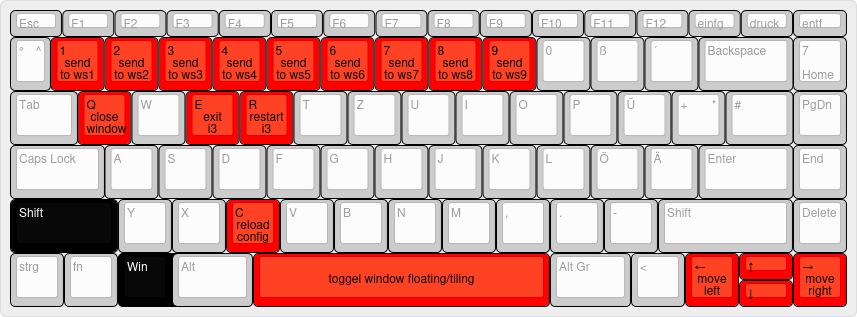 Esc F1 F2 F3 F4 F5 F6 F7 F8 F9 F10 F11 F12 einfg druck entf
° ^ 1 send to ws1 2 send to ws2 3 send to ws3 4 send to ws4 5 send to ws5 6 send to ws6 7 send to ws7 8 send to ws8 9 send to ws9 0 ß ´ Backspace 7 Home
Tab Q close window W E exit i3 R restart i3 T Z U I O P Ü + * # PgDn
Caps Lock A S D F G H J K L Ö Ä Enter End
Shift Y X C reload config V B N M , . - Shift Delete
strg fn Win Alt toggel window floating/tiling Alt Gr < ← move left ↑ ↓ → move right